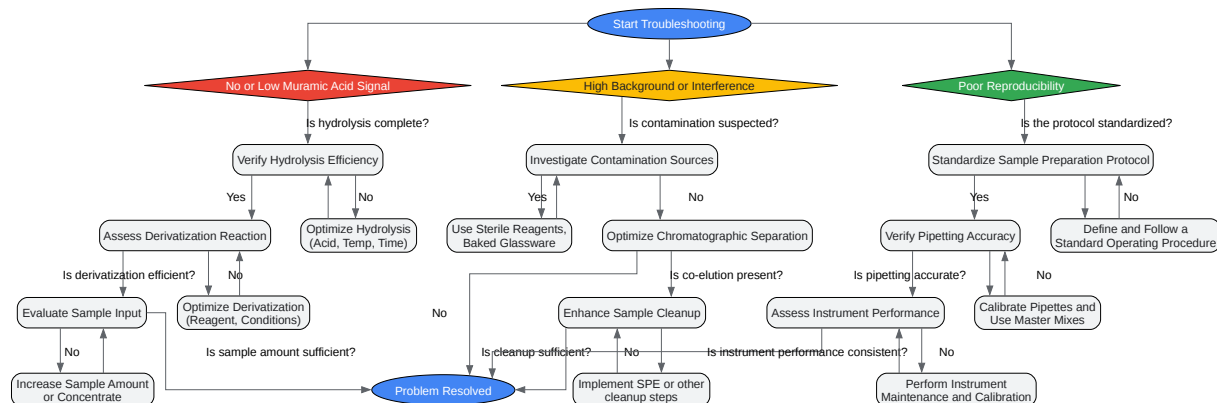 Start Troubleshooting
No or Low Muramic Acid Signal
High Background or Interference
Poor Reproducibility
Is hydrolysis complete?
Is contamination suspected?
Is the protocol standardized?
Verify Hydrolysis Efficiency
Investigate Contamination Sources
Standardize Sample Preparation Protocol
Yes
No
Yes
No
Yes
No
Assess Derivatization Reaction
Optimize Hydrolysis
(Acid, Temp, Time)
Use Sterile Reagents,
Baked Glassware
Optimize Chromatographic Separation
Verify Pipetting Accuracy
Define and Follow a
Standard Operating Procedure
Is derivatization efficient?
No
Is co-elution present?
Is pipetting accurate?
No
Evaluate Sample Input
Optimize Derivatization
(Reagent, Conditions)
No
Enhance Sample Cleanup
Assess Instrument Performance
Calibrate Pipettes and
Use Master Mixes
No
Is sample amount sufficient?
Is cleanup sufficient?
No
Is instrument performance consistent?
No
Increase Sample Amount
or Concentrate
Problem Resolved
Implement SPE or other
cleanup steps
Perform Instrument
Maintenance and Calibration